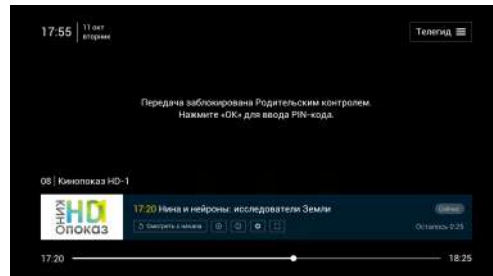 17:55
11 окт
вторник
Телегид
Передача заблокирована Родительским контролем.
Нажмите «ОК» для ввода PIN-кода.
08 | Кинопоказ HD-1
КИН HD
Опоказ
17:20 Нина и нейроны: исследователи Земли
Сейчас
Смотреть с начала
Осталось 0:25
17:20
18:25